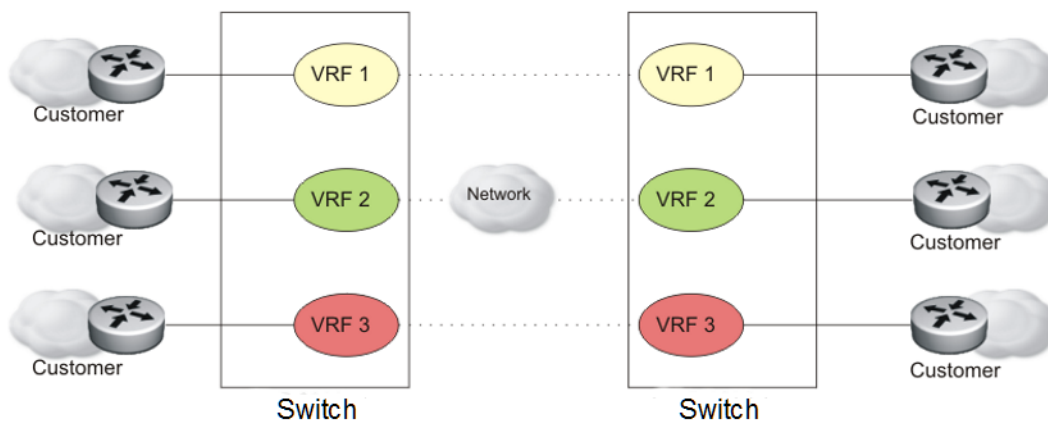 VRF 1
VRF 1
Customer
Customer
VRF 2
Network
VRF 2
Customer
Customer
VRF 3
VRF 3
Customer
Customer
Switch
Switch